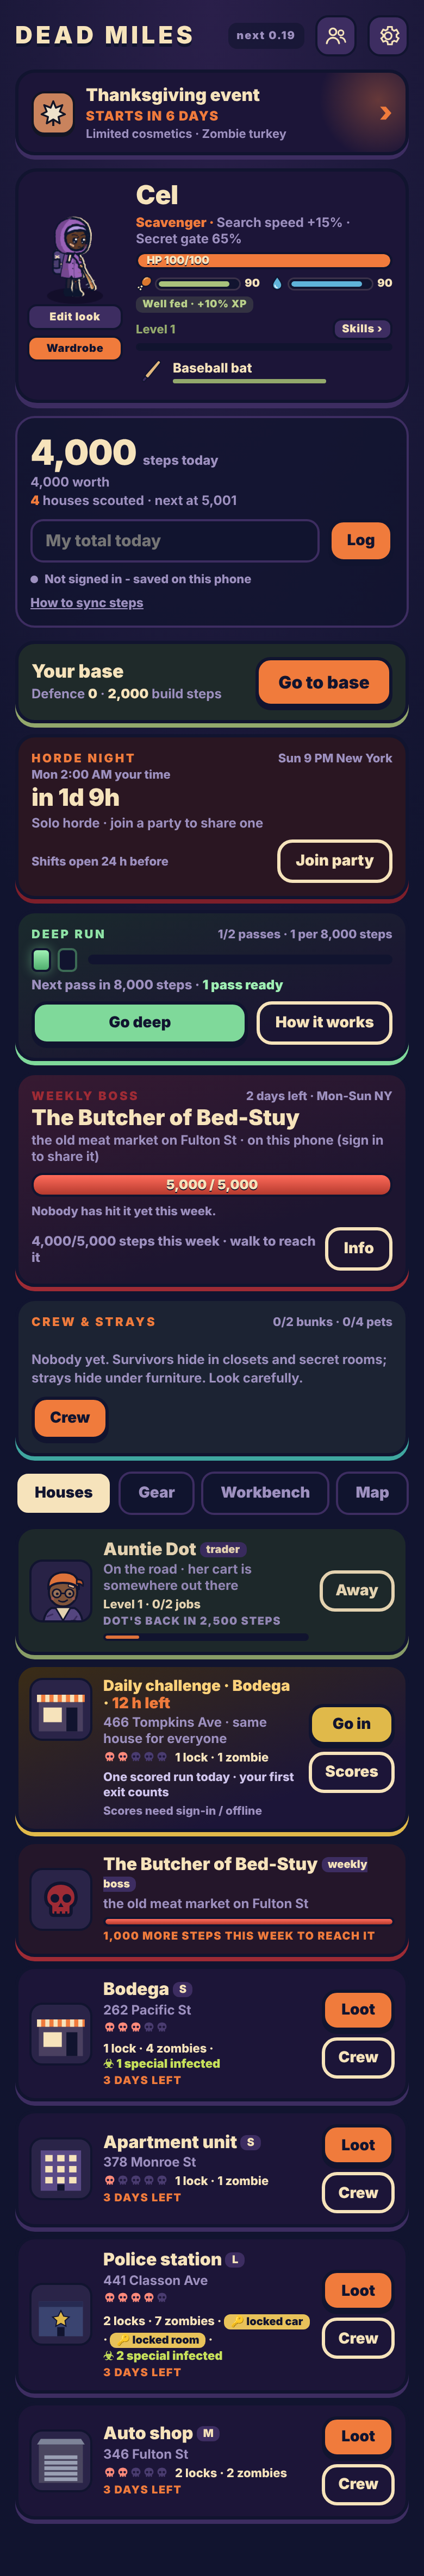 DEAD MILES
next 0.19
Thanksgiving event
STARTS IN 6 DAYS
Limited cosmetics · Zombie turkey
Cel
Scavenger · Search speed +15% ·
Secret gate 65%
HP 100/100
90
90
Well fed · +10% XP
Edit look
Level 1
Skills ›
Wardrobe
Baseball bat
4,000 steps today
4,000 worth
4 houses scouted · next at 5,001
My total today
Log
Not signed in - saved on this phone
How to sync steps
Your base
Defence 0 · 2,000 build steps
Go to base
HORDE NIGHT
Sun 9 PM New York
Mon 2:00 AM your time
in 1d 9h
Solo horde · join a party to share one
Shifts open 24 h before
Join party
DEEP RUN
1/2 passes · 1 per 8,000 steps
Next pass in 8,000 steps · 1 pass ready
Go deep
How it works
WEEKLY BOSS
2 days left · Mon-Sun NY
The Butcher of Bed-Stuy
the old meat market on Fulton St · on this phone (sign in
to share it)
5,000 / 5,000
Nobody has hit it yet this week.
4,000/5,000 steps this week · walk to reach
it
Info
CREW & STRAYS
0/2 bunks · 0/4 pets
Nobody yet. Survivors hide in closets and secret rooms;
strays hide under furniture. Look carefully.
Crew
Houses
Gear
Workbench
Map
Auntie Dot trader
On the road · her cart is
somewhere out there
Level 1 · 0/2 jobs
DOT'S BACK IN 2,500 STEPS
Away
Daily challenge · Bodega
· 12 h left
466 Tompkins Ave · same
house for everyone
1 lock · 1 zombie
One scored run today · your first
exit counts
Scores need sign-in / offline
Go in
Scores
The Butcher of Bed-Stuy weekly
boss
the old meat market on Fulton St
1,000 MORE STEPS THIS WEEK TO REACH IT
Bodega S
262 Pacific St
1 lock · 4 zombies ·
1 special infected
3 DAYS LEFT
Loot
Crew
Apartment unit S
378 Monroe St
1 lock · 1 zombie
3 DAYS LEFT
Loot
Crew
Police station L
441 Classon Ave
2 locks · 7 zombies · locked car
· locked room ·
2 special infected
3 DAYS LEFT
Loot
Crew
Auto shop M
346 Fulton St
2 locks · 2 zombies
3 DAYS LEFT
Loot
Crew